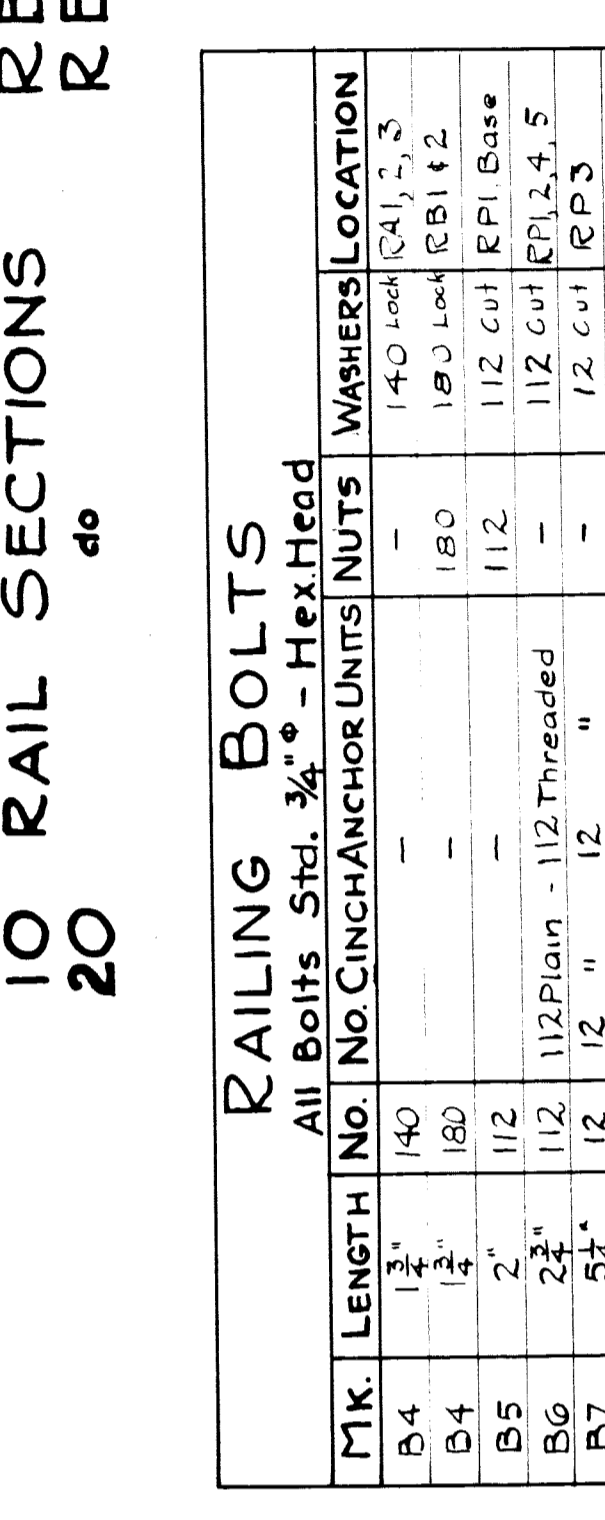 10 RAIL SECTIONS
20 do
RAILING BOLTS
All Bolts Std. 3/4" Φ - Hex. Head
MK. LENGTH No. No. CINCH ANCHOR UNITS NUTS WASHERS LOCATION
B4 1 3/4" 140 - - 140 Lock RA1, 2, 3
B4 1 3/4" 180 - 180 180 Lock RB1 & 2
B5 2" 112 - 112 112 Cut RP1. Base
B6 2 3/4" 112 112 Plain - 112 Threaded - 112 Cut RP1, 2, 4, 5
B7 5 1/4" 12 12 " 12 " - 12 Cut RP3